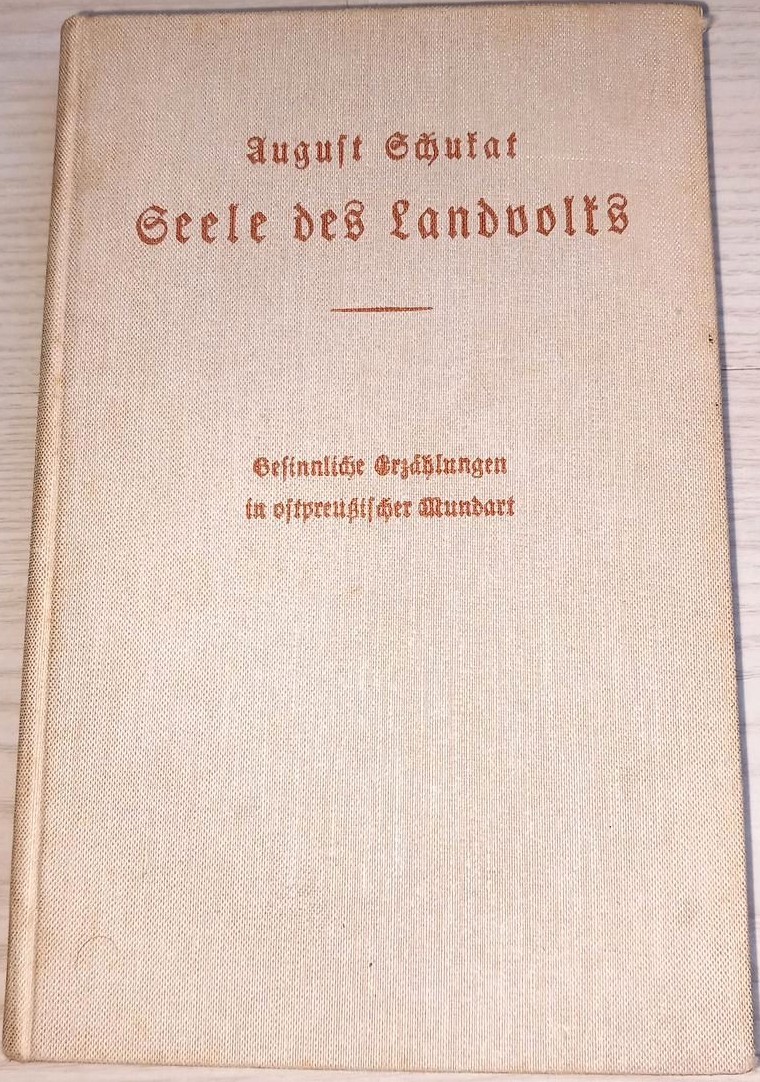 August Schukat
Seele des Landvolks
Besinnliche Erzählungen
in ostpreußischer Mundart